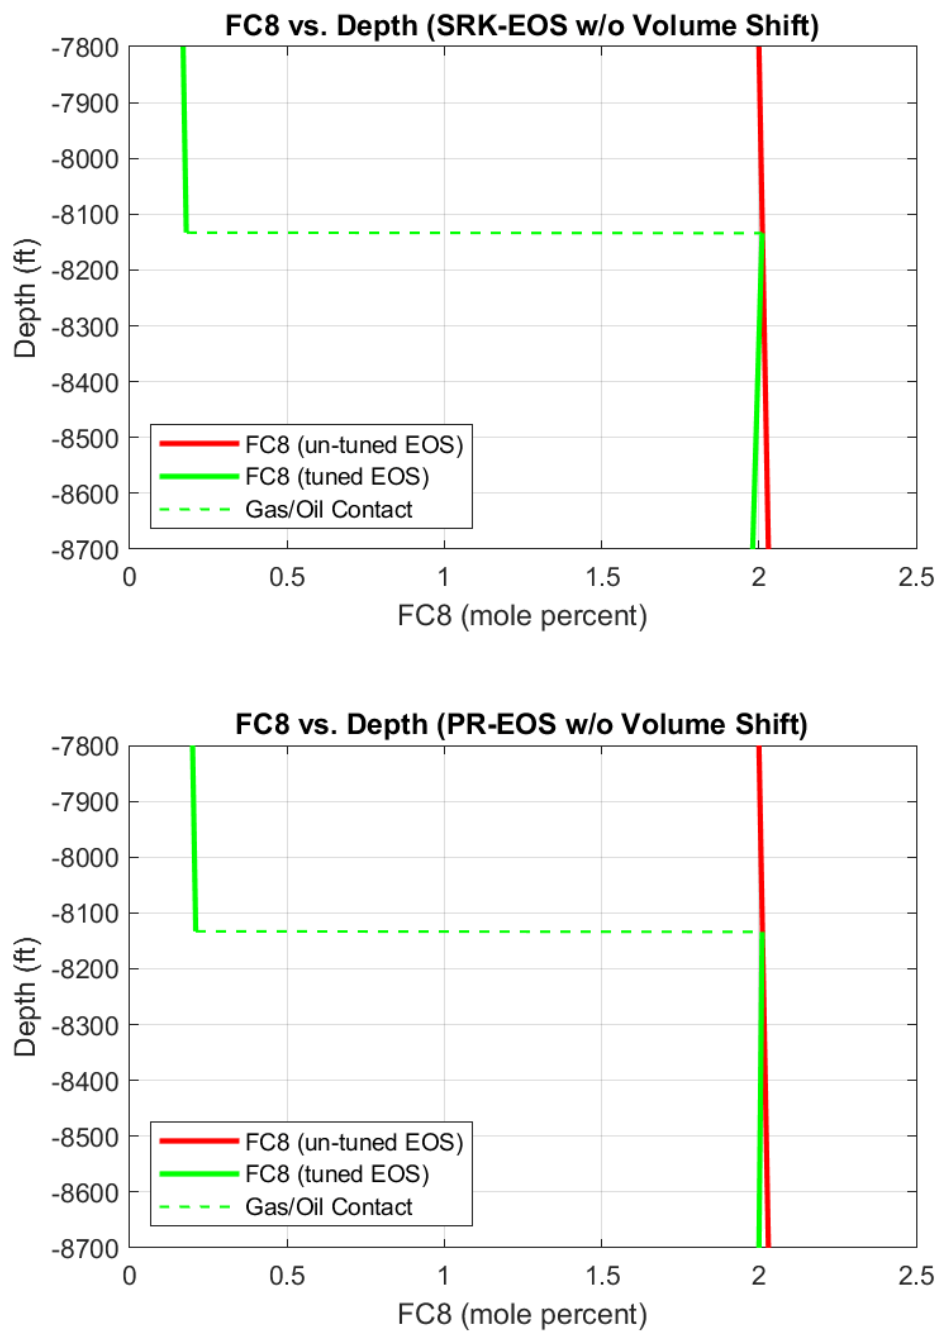 FC8 vs. Depth (SRK-EOS w/o Volume Shift)
-7800
-7900
-8000
-8100
-8200
-8300
-8400
-8500
-8600
-8700
Depth (ft)
FC8 (un-tuned EOS)
FC8 (tuned EOS)
Gas/Oil Contact
0 0.5 1 1.5 2 2.5
FC8 (mole percent)
FC8 vs. Depth (PR-EOS w/o Volume Shift)
-7800
-7900
-8000
-8100
-8200
-8300
-8400
-8500
-8600
-8700
Depth (ft)
FC8 (un-tuned EOS)
FC8 (tuned EOS)
Gas/Oil Contact
0 0.5 1 1.5 2 2.5
FC8 (mole percent)